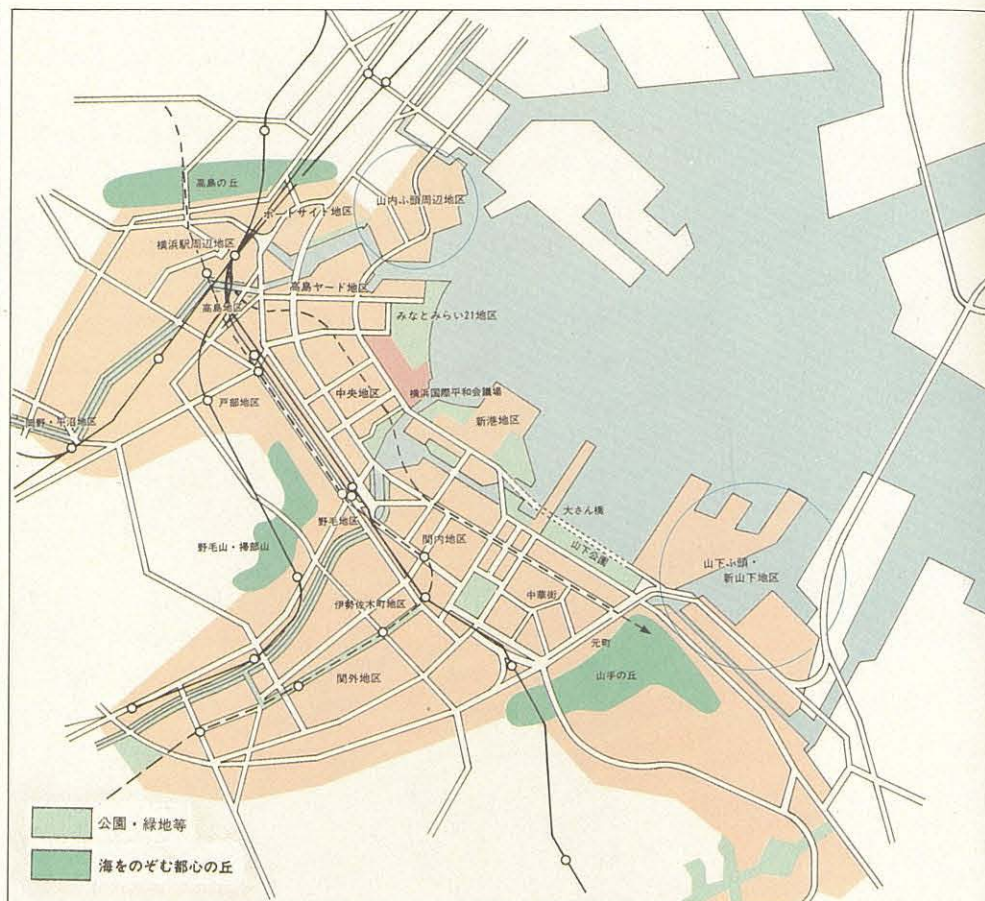 高島の丘
山内ふ頭周辺地区
ポートサイド地区
横浜駅周辺地区
高島ヤード地区
高島地区
みなとみらい21地区
中央地区
横浜国際平和会議場
戸部地区
新港地区
岡野・平沼地区
野毛地区
大さん橋
関内地区
山下公園
野毛山・掃部山
山下ふ頭・
新山下地区
中華街
伊勢佐木町地区
元町
関外地区
山手の丘
公園・緑地等
海をのぞむ都心の丘